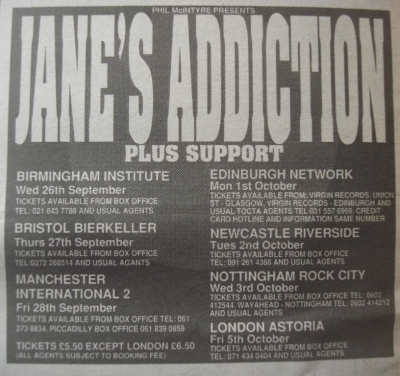 PHIL McINTYRE PRESENTS
JANE'S ADDICTION
PLUS SUPPORT
BIRMINGHAM INSTITUTE
Wed 26th September
TICKETS AVAILABLE FROM BOX OFFICE
TEL: 021 643 7788 AND USUAL AGENTS
BRISTOL BIERKELLER
Thurs 27th September
TICKETS AVAILABLE FROM BOX OFFICE
TEL 0272 268514 AND USUAL AGANTS
MANCHESTER
INTERNATIONAL 2
Fri 28th September
TICKETS AVAILABLE FROM BOX OFFICE TEL: 061
273 8834, PICCADILLY BOX OFFICE 061 839 0858
TICKETS £5.50 EXCEPT LONDON £6.50
(ALL AGENTS SUBJECT TO BOOKING FEE)
EDINBURGH NETWORK
Mon 1st October
TICKETS AVAILABLE FROM; VIRGIN RECORDS, UNION
ST - GLASGOW, VIRGIN RECORDS - EDINBURGH AND
USUAL TOCTA AGENTS TEL:031 557 6969. CREDIT
CARD HOTLINE AND INFORMATION SAME NUMBER
NEWCASTLE RIVERSIDE
Tues 2nd October
TICKETS AVAILABLE FROM BOX OFFICE
TEL: 091 261 4386 AND USUAL AGENTS
NOTTINGHAM ROCK CITY
Wed 3rd October
TICKETS AVAILABLE FROM BOX OFFICE TEL: 0602
412544, WAYAHEAD - NOTTINGHAM TEL: 0602 414212
AND USUAL AGENTS
LONDON ASTORIA
Fri 5th October
TICKETS AVAILABLE FROM BOX OFFICE
TEL: 071 434 0404 AND USUAL AGENTS